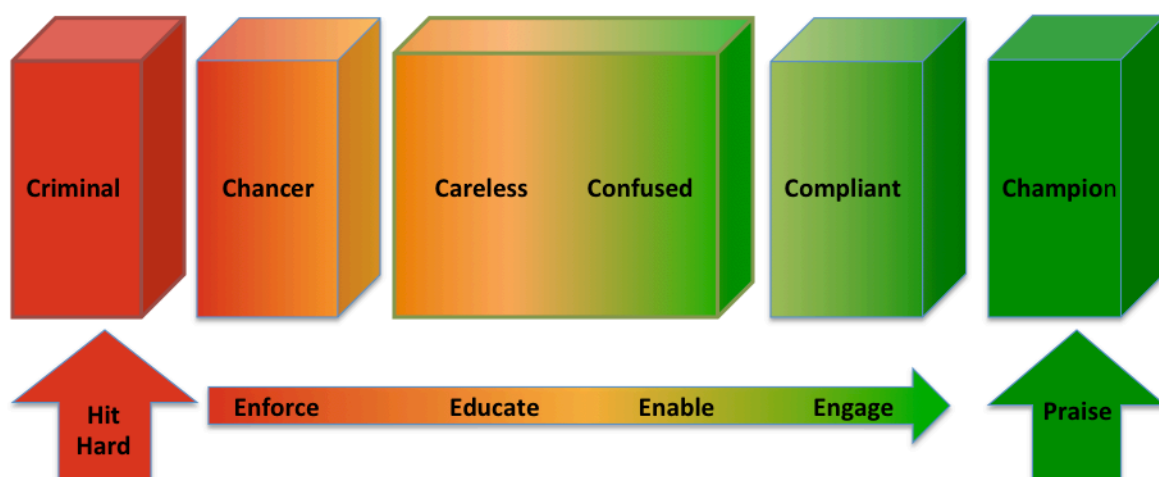 Criminal
Chancer
Careless
Confused
Compliant
Champion
Hit
Hard
Enforce
Educate
Enable
Engage
Praise